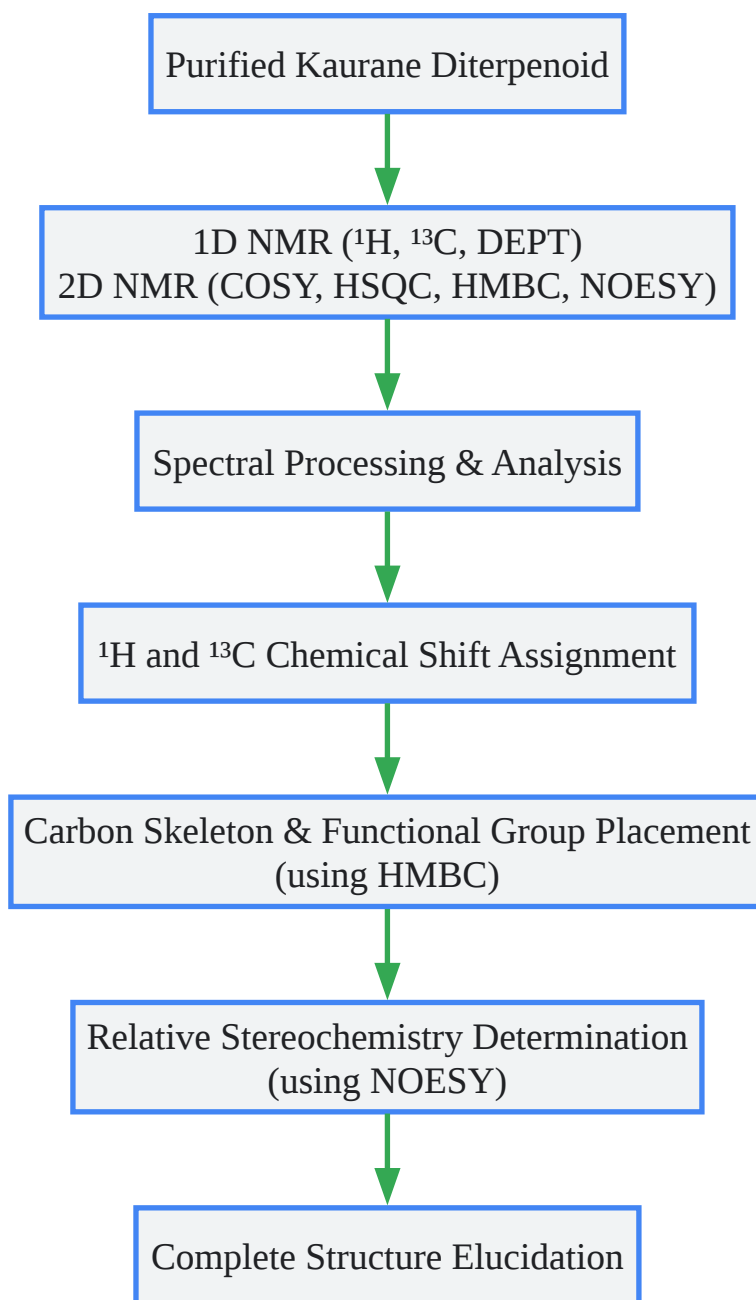 Purified Kaurane Diterpenoid
1D NMR (¹H, ¹³C, DEPT)
2D NMR (COSY, HSQC, HMBC, NOESY)
Spectral Processing & Analysis
¹H and ¹³C Chemical Shift Assignment
Carbon Skeleton & Functional Group Placement
(using HMBC)
Relative Stereochemistry Determination
(using NOESY)
Complete Structure Elucidation